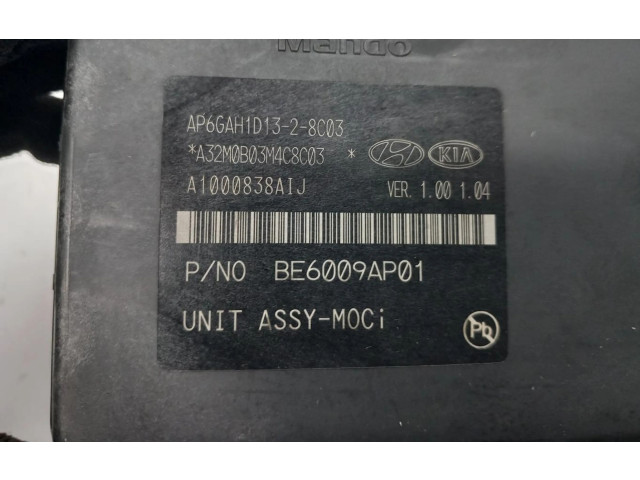 MANDO
AP6GAH1D13-2-8C03
*A32M0B03M4C8C03 * KIA
A1000838AIJ VER. 1.00 1.04
P/NO BE6009AP01
UNIT ASSY-MOCi
Pb